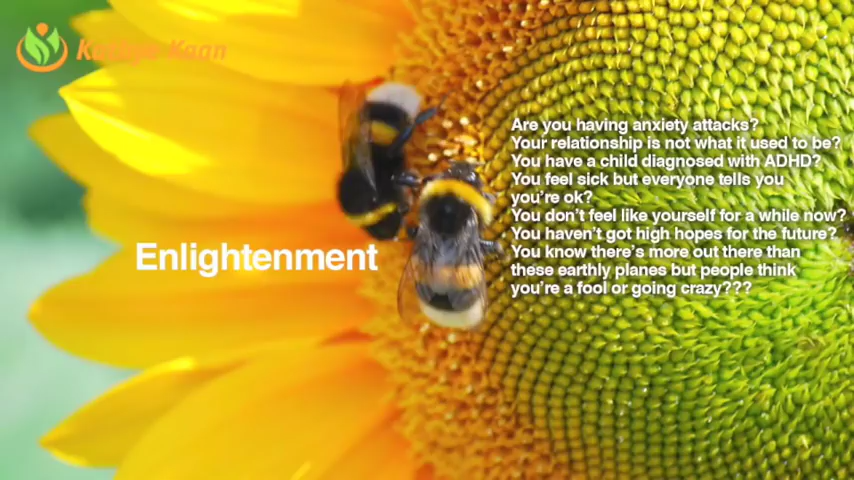 Kathya Kaan
Enlightenment
Are you having anxiety attacks?
Your relationship is not what it used to be?
You have a child diagnosed with ADHD?
You feel sick but everyone tells you
you're ok?
You don't feel like yourself for a while now?
You haven't got high hopes for the future?
You know there's more out there than
these earthly planes but people think
you're a fool or going crazy???